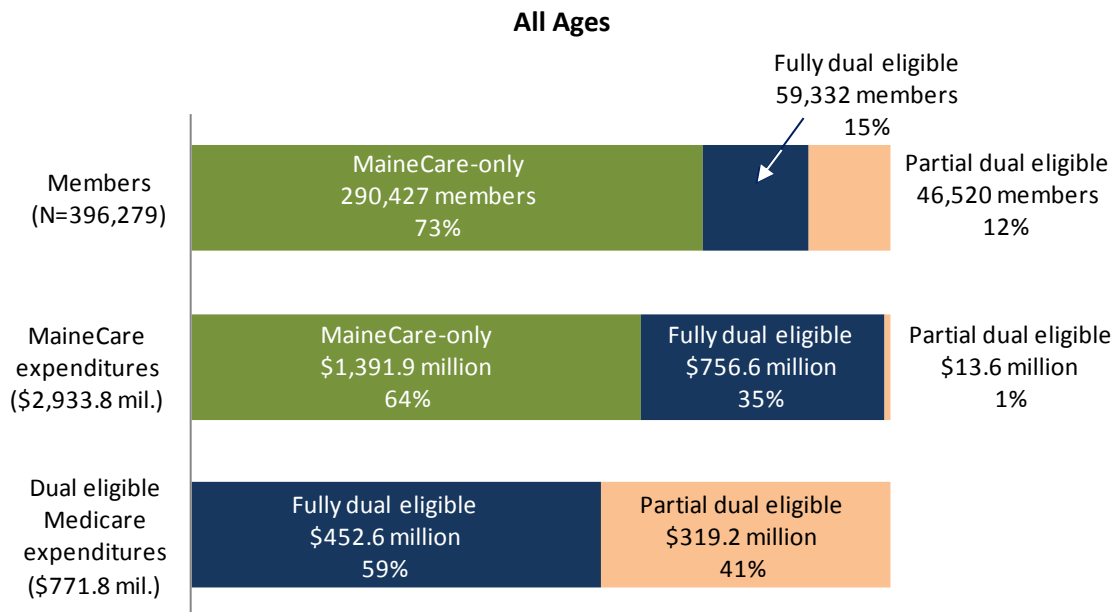 All Ages
Fully dual eligible
59,332 members
15%
Members
(N=396,279)
MaineCare-only
290,427 members
73%
Partial dual eligible
46,520 members
12%
MaineCare
expenditures
($2,933.8 mil.)
MaineCare-only
$1,391.9 million
64%
Fully dual eligible
$756.6 million
35%
Partial dual eligible
$13.6 million
1%
Dual eligible
Medicare
expenditures
($771.8 mil.)
Fully dual eligible
$452.6 million
59%
Partial dual eligible
$319.2 million
41%